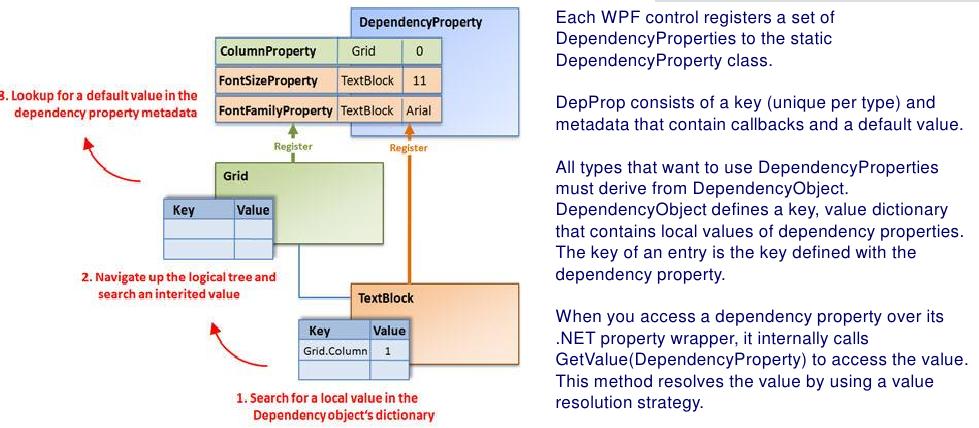 DependencyProperty
ColumnProperty Grid 0
FontSizeProperty TextBlock 11
FontFamilyProperty TextBlock Arial
3. Lookup for a default value in the
dependency property metadata
Register
Register
Grid
Key Value
2. Navigate up the logical tree and
search an interited value
TextBlock
Key Value
Grid.Column 1
1. Search for a local value in the
Dependency object's dictionary
Each WPF control registers a set of
DependencyProperties to the static
DependencyProperty class.
DepProp consists of a key (unique per type) and
metadata that contain callbacks and a default value.
All types that want to use DependencyProperties
must derive from DependencyObject.
DependencyObject defines a key, value dictionary
that contains local values of dependency properties.
The key of an entry is the key defined with the
dependency property.
When you access a dependency property over its
.NET property wrapper, it internally calls
GetValue(DependencyProperty) to access the value.
This method resolves the value by using a value
resolution strategy.